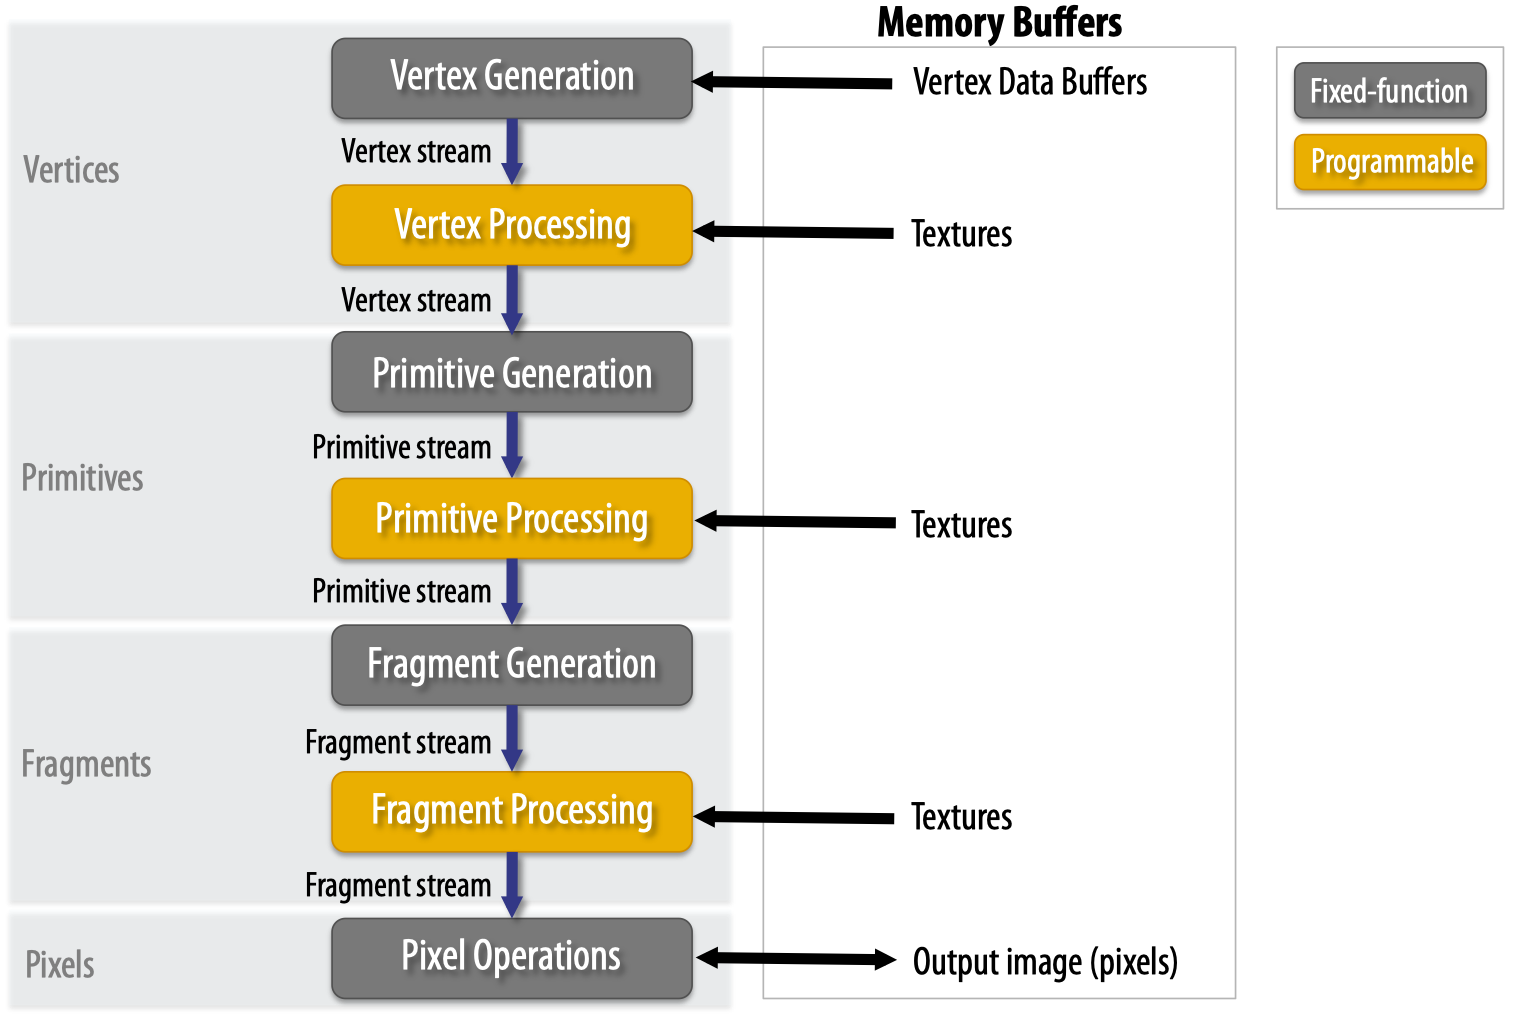 Memory Buffers
Vertex Generation
Vertex Data Buffers
Fixed-function
Programmable
Vertex stream
Vertices
Vertex Processing
Textures
Vertex stream
Primitive Generation
Primitive stream
Primitives
Primitive Processing
Textures
Primitive stream
Fragment Generation
Fragment stream
Fragments
Fragment Processing
Textures
Fragment stream
Pixel Operations
Pixels
Output image (pixels)